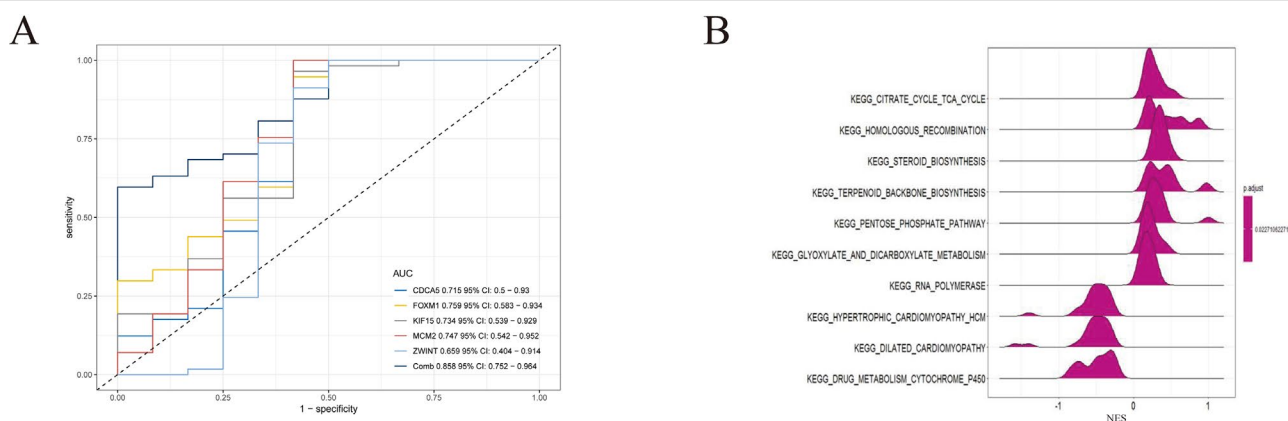 A
1.00
0.75
0.50
0.25
0.00
sensitivity
AUC
CDCA5 0.715 95% CI: 0.5 − 0.93
FOXM1 0.759 95% CI: 0.583 − 0.934
KIF15 0.734 95% CI: 0.539 − 0.929
MCM2 0.747 95% CI: 0.542 − 0.952
ZWINT 0.659 95% CI: 0.404 − 0.914
Comb 0.858 95% CI: 0.752 − 0.964
0.00 0.25 0.50 0.75 1.00
1 − specificity
B
KEGG_CITRATE_CYCLE_TCA_CYCLE
KEGG_HOMOLOGOUS_RECOMBINATION
KEGG_STEROID_BIOSYNTHESIS
KEGG_TERPENOID_BACKBONE_BIOSYNTHESIS
KEGG_PENTOSE_PHOSPHATE_PATHWAY
KEGG_GLYOXYLATE_AND_DICARBOXYLATE_METABOLISM
KEGG_RNA_POLYMERASE
KEGG_HYPERTROPHIC_CARDIOMYOPATHY_HCM
KEGG_DILATED_CARDIOMYOPATHY
KEGG_DRUG_METABOLISM_CYTOCHROME_P450
-1 0 1
NES
p.adjust